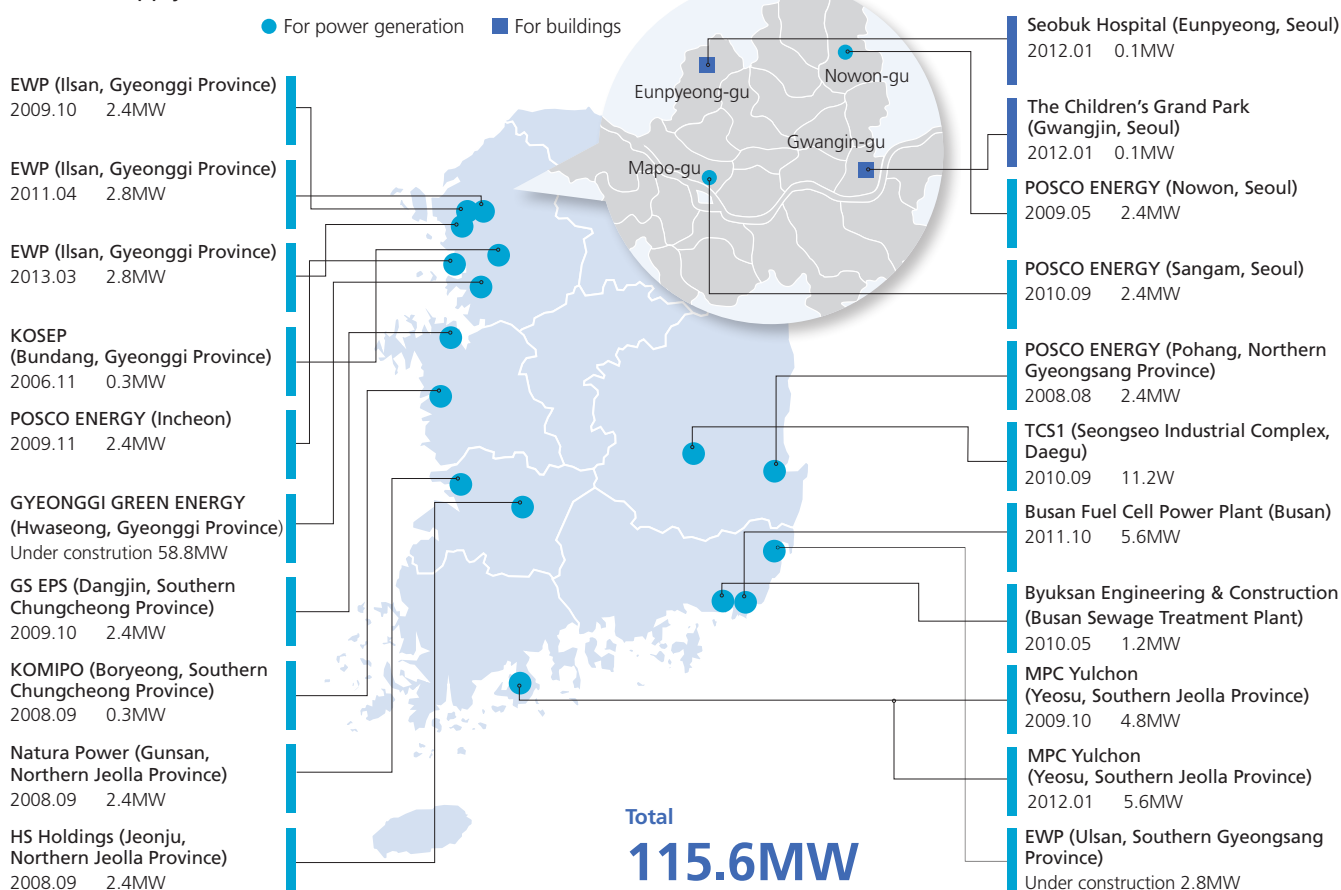 For power generation
For buildings
EWP (Ilsan, Gyeonggi Province)
2009.10 2.4MW
EWP (Ilsan, Gyeonggi Province)
2011.04 2.8MW
EWP (Ilsan, Gyeonggi Province)
2013.03 2.8MW
KOSEP
(Bundang, Gyeonggi Province)
2006.11 0.3MW
POSCO ENERGY (Incheon)
2009.11 2.4MW
GYEONGGI GREEN ENERGY
(Hwaseong, Gyeonggi Province)
Under constrution 58.8MW
GS EPS (Dangjin, Southern
Chungcheong Province)
2009.10 2.4MW
KOMIPO (Boryeong, Southern
Chungcheong Province)
2008.09 0.3MW
Natura Power (Gunsan,
Northern Jeolla Province)
2008.09 2.4MW
HS Holdings (Jeonju,
Northern Jeolla Province)
2008.09 2.4MW
Eunpyeong-gu
Nowon-gu
Gwangin-gu
Mapo-gu
Total
115.6MW
Seobuk Hospital (Eunpyeong, Seoul)
2012.01 0.1MW
The Children's Grand Park
(Gwangjin, Seoul)
2012.01 0.1MW
POSCO ENERGY (Nowon, Seoul)
2009.05 2.4MW
POSCO ENERGY (Sangam, Seoul)
2010.09 2.4MW
POSCO ENERGY (Pohang, Northern
Gyeongsang Province)
2008.08 2.4MW
TCS1 (Seongseo Industrial Complex,
Daegu)
2010.09 11.2W
Busan Fuel Cell Power Plant (Busan)
2011.10 5.6MW
Byuksan Engineering & Construction
(Busan Sewage Treatment Plant)
2010.05 1.2MW
MPC Yulchon
(Yeosu, Southern Jeolla Province)
2009.10 4.8MW
MPC Yulchon
(Yeosu, Southern Jeolla Province)
2012.01 5.6MW
EWP (Ulsan, Southern Gyeongsang
Province)
Under construction 2.8MW